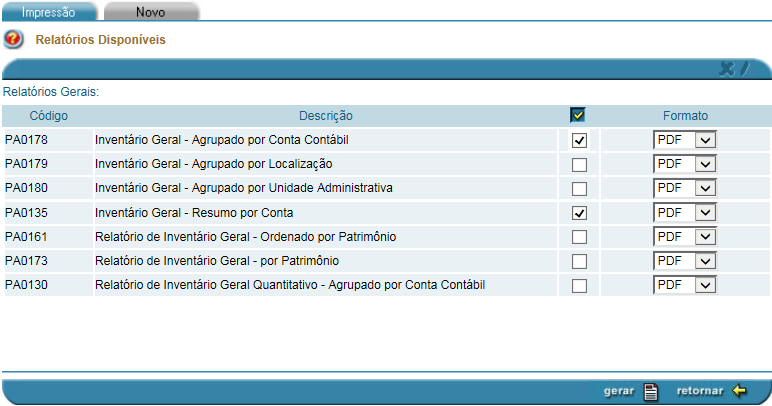 Impressão Novo
Relatórios Disponíveis
Relatórios Gerais:
Código Descrição Formato
PA0178 Inventário Geral - Agrupado por Conta Contábil PDF
PA0179 Inventário Geral - Agrupado por Localização PDF
PA0180 Inventário Geral - Agrupado por Unidade Administrativa PDF
PA0135 Inventário Geral - Resumo por Conta PDF
PA0161 Relatório de Inventário Geral - Ordenado por Patrimônio PDF
PA0173 Relatório de Inventário Geral - por Patrimônio PDF
PA0130 Relatório de Inventário Geral Quantitativo - Agrupado por Conta Contábil PDF
gerar retornar